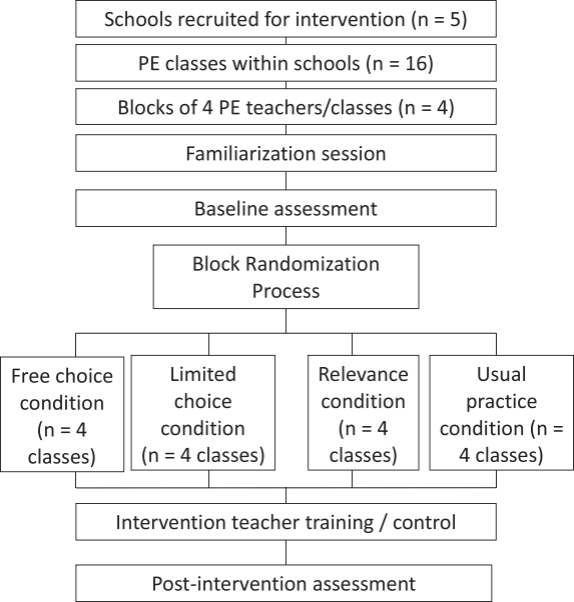 Schools recruited for intervention (n = 5)
PE classes within schools (n = 16)
Blocks of 4 PE teachers/classes (n = 4)
Familiarization session
Baseline assessment
Block Randomization
Process
Free choice
condition
(n = 4
classes)
Limited
choice
condition
(n = 4 classes)
Relevance
condition
(n = 4
classes)
Usual
practice
condition (n =
4 classes)
Intervention teacher training / control
Post-intervention assessment